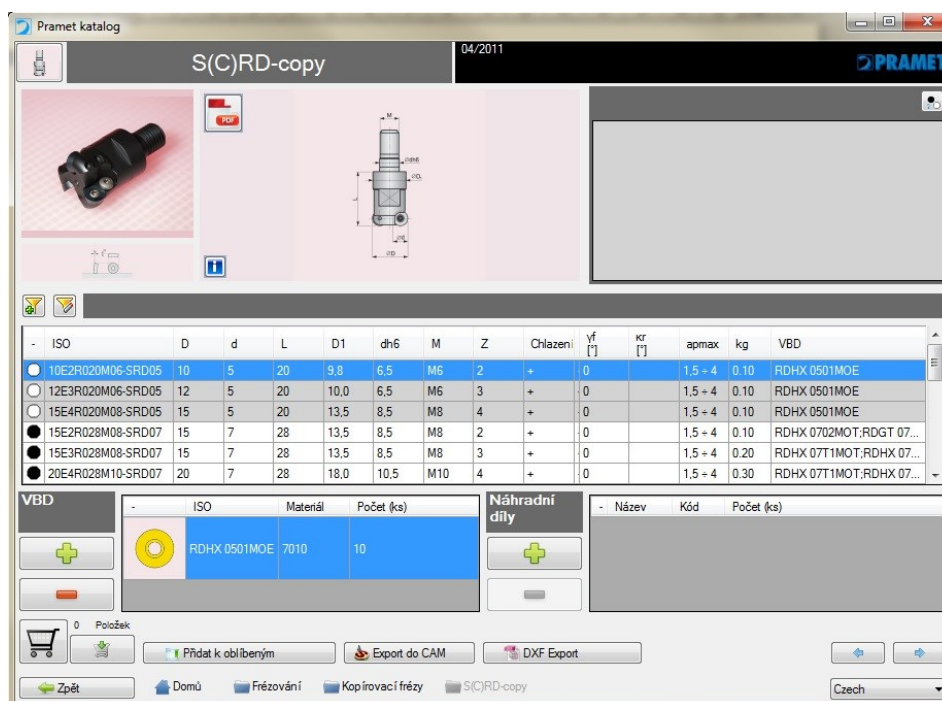 Pramet katalog
S(C)RD-copy
04/2011
PRAMET
PDF
M
L
ØD
- ISO D d L D1 dh6 M Z Chlazení γf [°] κr [°] apmax kg VBD
10E2R020M06-SRD05 10 5 20 9,8 6,5 M6 2 + 0 1,5 ÷ 4 0.10 RDHX 0501MOE
12E3R020M06-SRD05 12 5 20 10,0 6,5 M6 3 + 0 1,5 ÷ 4 0.10 RDHX 0501MOE
15E4R020M08-SRD05 15 5 20 13,5 8,5 M8 4 + 0 1,5 ÷ 4 0.10 RDHX 0501MOE
15E2R028M08-SRD07 15 7 28 13,5 8,5 M8 2 + 0 1,5 ÷ 4 0.10 RDHX 0702MOT;RDGT 07...
15E3R028M08-SRD07 15 7 28 13,5 8,5 M8 3 + 0 1,5 ÷ 4 0.20 RDHX 07T1MOT;RDHX 07...
20E4R028M10-SRD07 20 7 28 18,0 10,5 M10 4 + 0 1,5 ÷ 4 0.30 RDHX 07T1MOT;RDHX 07...
VBD
- ISO Materiál Počet (ks)
RDHX 0501MOE 7010 10
Náhradní díly
- Název Kód Počet (ks)
0 Položek
Přidat k oblíbeným
Export do CAM
DXF Export
Zpět
Domů
Frézování
Kopírovací frézy
S(C)RD-copy
Czech